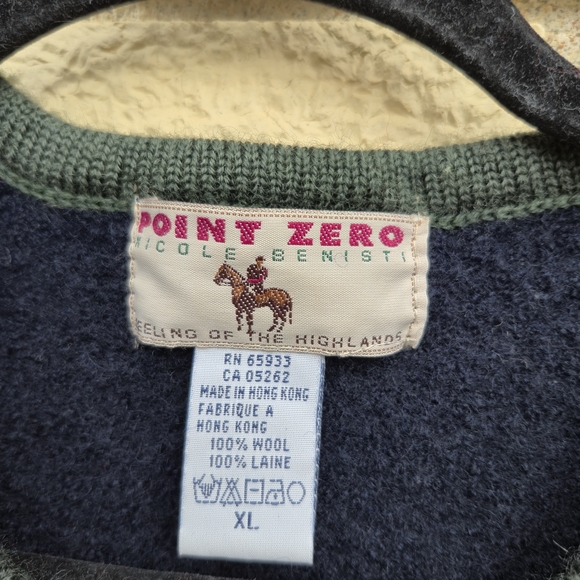 POINT ZERO
NICOLE BENISTI
EELING OF THE HIGHLANDS
RN 65933
CA 05262
MADE IN HONG KONG
FABRIQUE A
HONG KONG
100% WOOL
100% LAINE
XL